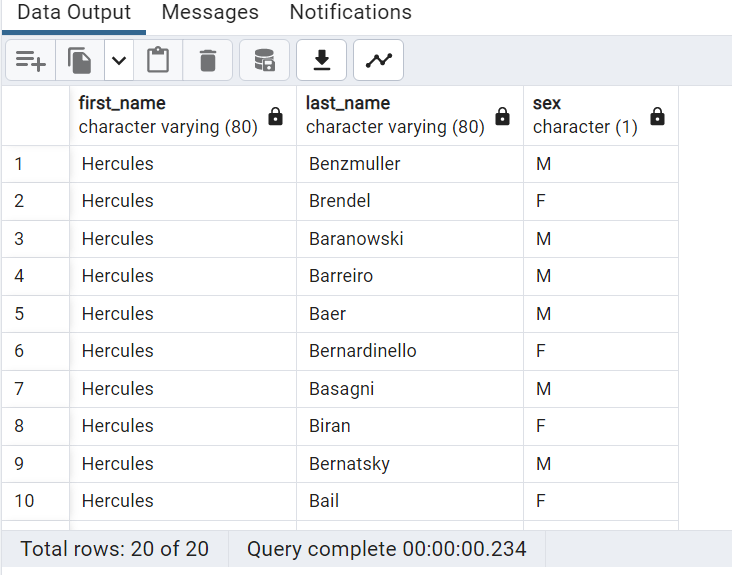 Data Output Messages Notifications
first_name last_name sex
character varying (80) character varying (80) character (1)
1 Hercules Benzmuller M
2 Hercules Brendel F
3 Hercules Baranowski M
4 Hercules Barreiro M
5 Hercules Baer M
6 Hercules Bernardinello F
7 Hercules Basagni M
8 Hercules Biran F
9 Hercules Bernatsky M
10 Hercules Bail F
Total rows: 20 of 20 Query complete 00:00:00.234